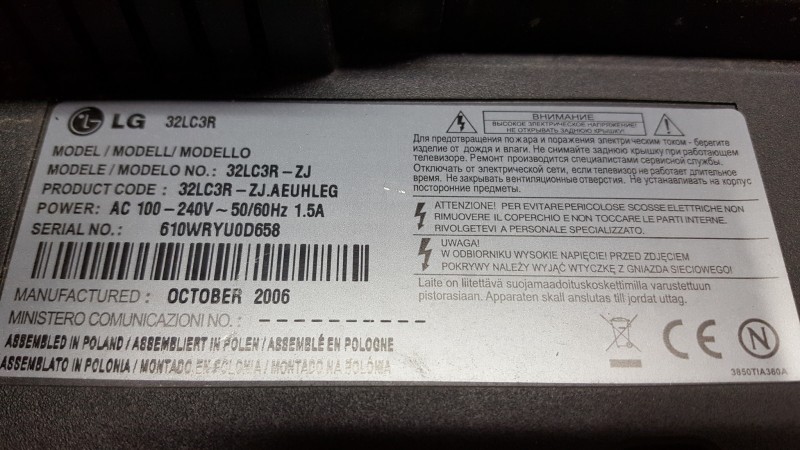 LG 32LC3R
MODEL / MODELL / MODELLO
MODELE / MODELO NO. : 32LC3R-ZJ
PRODUCT CODE : 32LC3R-ZJ.AEUHLEG
POWER: AC 100-240V~50/60Hz 1.5A
SERIAL NO. : 610WRYU0D658
MANUFACTURED : OCTOBER 2006
MINISTERO COMUNICAZIONI NO. : - - - - - - - - - -
ASSEMBLED IN POLAND / ASSEMBLIERT IN POLEN / ASSEMBLÉ EN POLOGNE
ASSEMBLATO IN POLONIA / MONTADO EN POLONIA / MONTADO NA POLÔNIA
ВНИМАНИЕ
ВЫСОКОЕ ЭЛЕКТРИЧЕСКОЕ НАПРЯЖЕНИЕ!
НЕ ОТКРЫВАТЬ ЗАДНЮЮ КРЫШКУ!
Для предотвращения пожара и поражения электрическим током - берегите
изделие от дождя и влаги. Не снимайте заднюю крышку при работающем
телевизоре. Ремонт производится специалистами сервисной службы.
Отключать от электрической сети, если телевизор не работает длительное
время. Не закрывать вентиляционные отверстия. Не устанавливать на корпус
посторонние предметы.
ATTENZIONE! PER EVITARE PERICOLOSE SCOSSE ELETTRICHE NON
RIMUOVERE IL COPERCHIO E NON TOCCARE LE PARTI INTERNE.
RIVOLGETEVI A PERSONALE SPECIALIZZATO.
UWAGA!
W ODBIORNIKU WYSOKIE NAPIĘCIE! PRZED ZDJĘCIEM
POKRYWY NALEŻY WYJĄĆ WTYCZKĘ Z GNIAZDA SIECIOWEGO!
Laite on liitettävä suojamaadoituskoskettimilla varustettuun
pistorasiaan. Apparaten skall anslutas till jordat uttag.
CE N
3850TIA360A